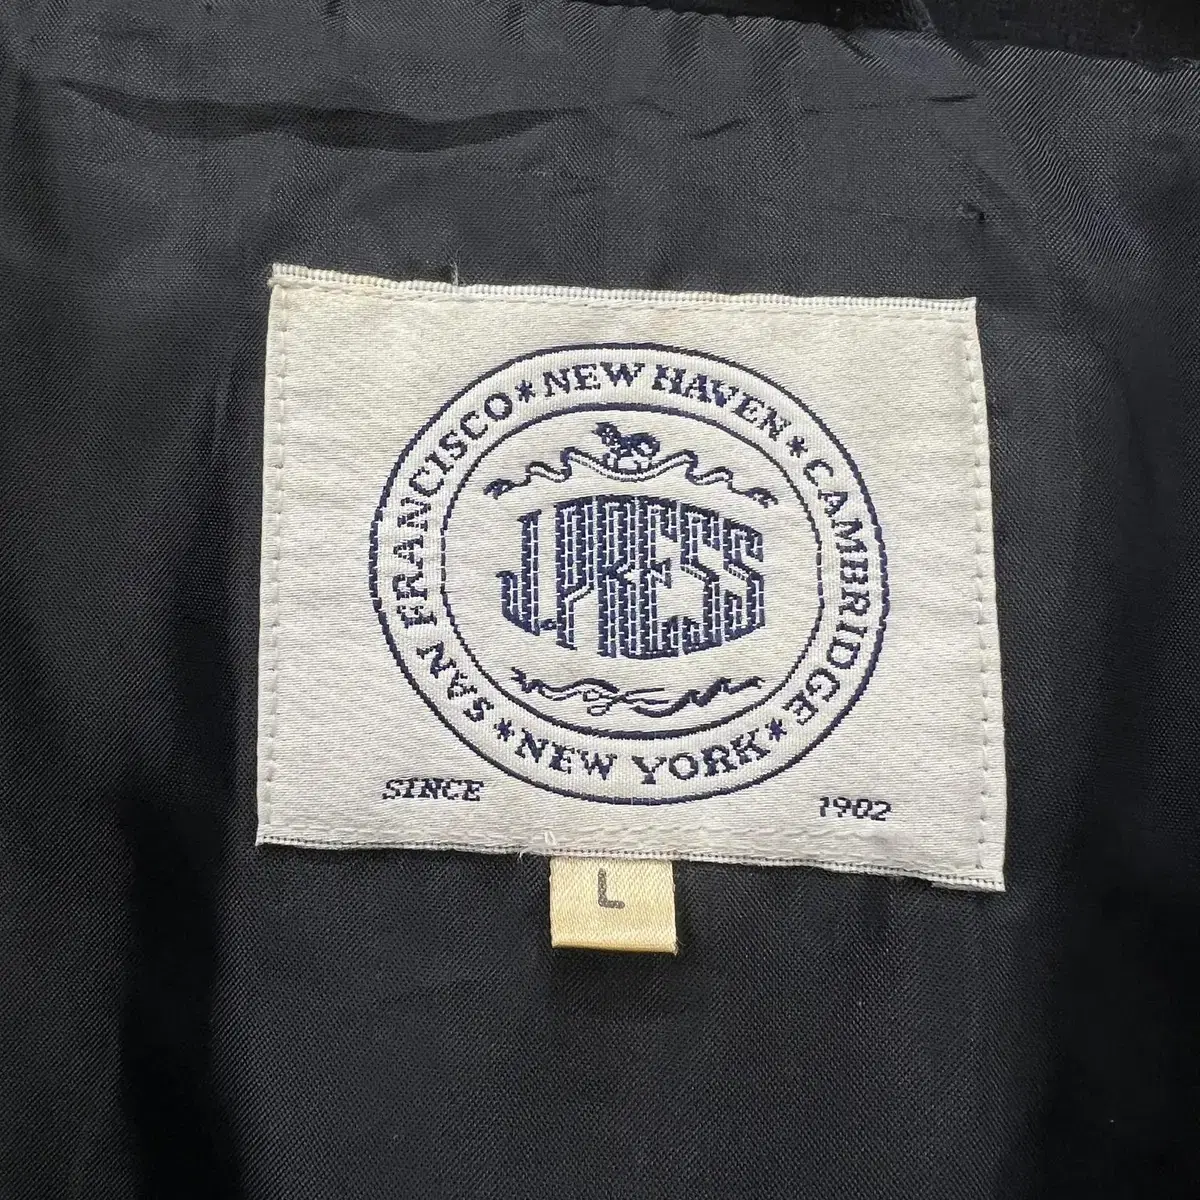 SAN FRANCISCO*NEW HAVEN*CAMBRIDGE*NEW YORK*
J.PRESS
SINCE 1902
L